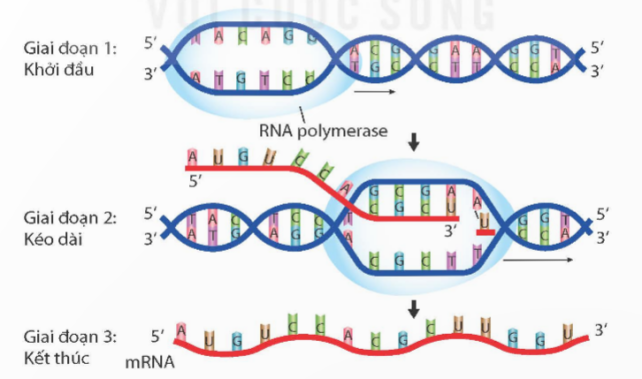 Giai đoạn 1:
Khởi đầu
5' T A C A G G A C G G A A G G T 5'
3' A T G T C C T G C C T T C C A 3'
RNA polymerase
A U G U C C A
5'
Giai đoạn 2:
Kéo dài
5' T A C A G G G C G A A G G T 5'
C G C U U
3'
3' A T G C G C T T C C A 3'
Giai đoạn 3:
Kết thúc
5' A U G U C C A C G C U U G G U 3'
mRNA